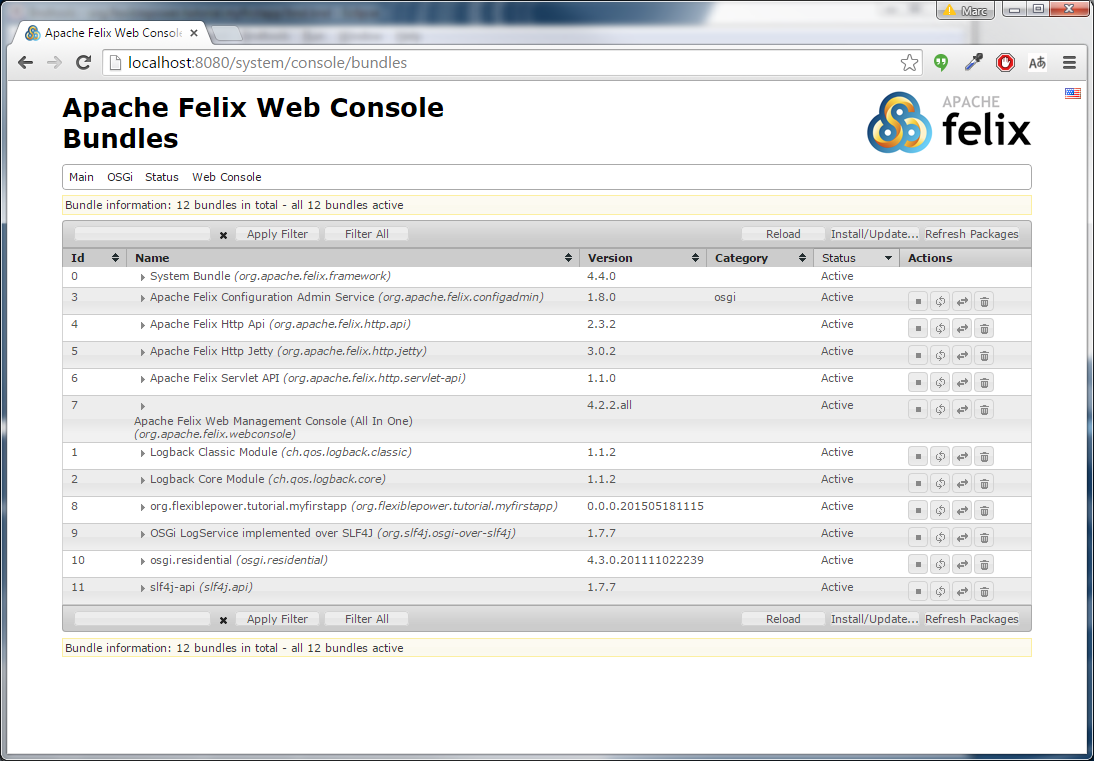 Marc
Apache Felix Web Console
localhost:8080/system/console/bundles
Apache Felix Web Console
Bundles
APACHE
felix
Main OSGi Status Web Console
Bundle information: 12 bundles in total - all 12 bundles active
Apply Filter Filter All Reload Install/Update... Refresh Packages
Id Name Version Category Status Actions
0 System Bundle (org.apache.felix.framework) 4.4.0 Active
3 Apache Felix Configuration Admin Service (org.apache.felix.configadmin) 1.8.0 osgi Active
4 Apache Felix Http Api (org.apache.felix.http.api) 2.3.2 Active
5 Apache Felix Http Jetty (org.apache.felix.http.jetty) 3.0.2 Active
6 Apache Felix Servlet API (org.apache.felix.http.servlet-api) 1.1.0 Active
7 4.2.2.all Active
Apache Felix Web Management Console (All In One)
(org.apache.felix.webconsole)
1 Logback Classic Module (ch.qos.logback.classic) 1.1.2 Active
2 Logback Core Module (ch.qos.logback.core) 1.1.2 Active
8 org.flexiblepower.tutorial.myfirstapp (org.flexiblepower.tutorial.myfirstapp) 0.0.0.201505181115 Active
9 OSGi LogService implemented over SLF4J (org.slf4j.osgi-over-slf4j) 1.7.7 Active
10 osgi.residential (osgi.residential) 4.3.0.201111022239 Active
11 slf4j-api (slf4j.api) 1.7.7 Active
Apply Filter Filter All Reload Install/Update... Refresh Packages
Bundle information: 12 bundles in total - all 12 bundles active